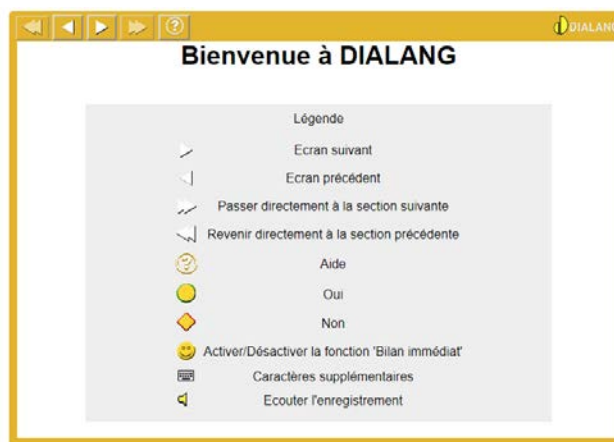 DIALANG
Bienvenue à DIALANG
Légende
Ecran suivant
Ecran précédent
Passer directement à la section suivante
Revenir directement à la section précédente
Aide
Oui
Non
Activer/Désactiver la fonction 'Bilan immédiat'
Caractères supplémentaires
Ecouter l'enregistrement